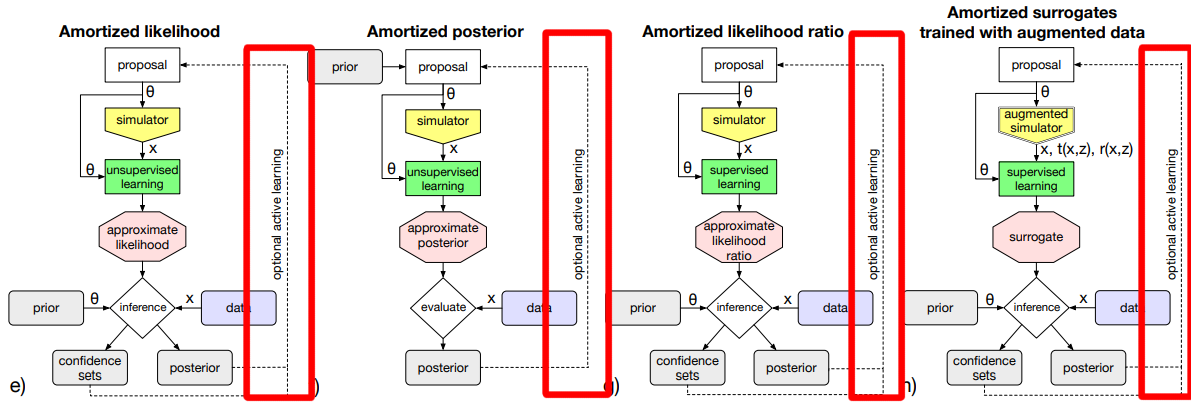 Amortized likelihood
proposal
θ
simulator
x
θ
unsupervised
learning
approximate
likelihood
prior
θ
inference
x
data
confidence
sets
posterior
optional active learning
e)
Amortized posterior
prior
proposal
θ
simulator
x
θ
unsupervised
learning
approximate
posterior
evaluate
x
data
posterior
optional active learning
)
Amortized likelihood ratio
proposal
θ
simulator
x
θ
supervised
learning
approximate
likelihood
ratio
prior
θ
inference
x
data
confidence
sets
posterior
optional active learning
g)
Amortized surrogates
trained with augmented data
proposal
θ
augmented
simulator
x, t(x,z), r(x,z)
θ
supervised
learning
surrogate
prior
θ
inference
x
data
confidence
sets
posterior
optional active learning
h)